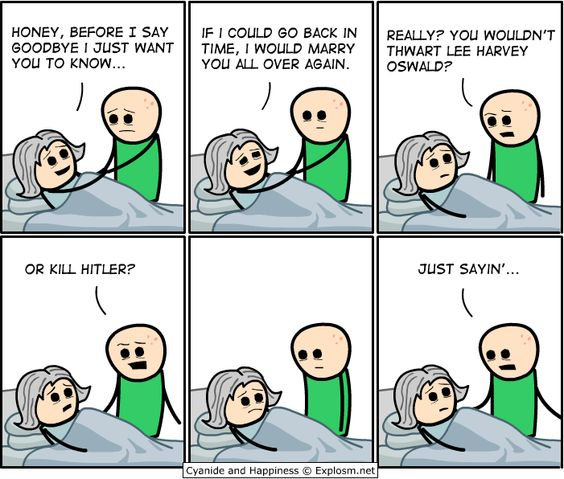 HONEY, BEFORE I SAY
GOODBYE I JUST WANT
YOU TO KNOW...
IF I COULD GO BACK IN
TIME, I WOULD MARRY
YOU ALL OVER AGAIN.
REALLY? YOU WOULDN'T
THWART LEE HARVEY
OSWALD?
OR KILL HITLER?
JUST SAYIN'...
Cyanide and Happiness © Explosm.net